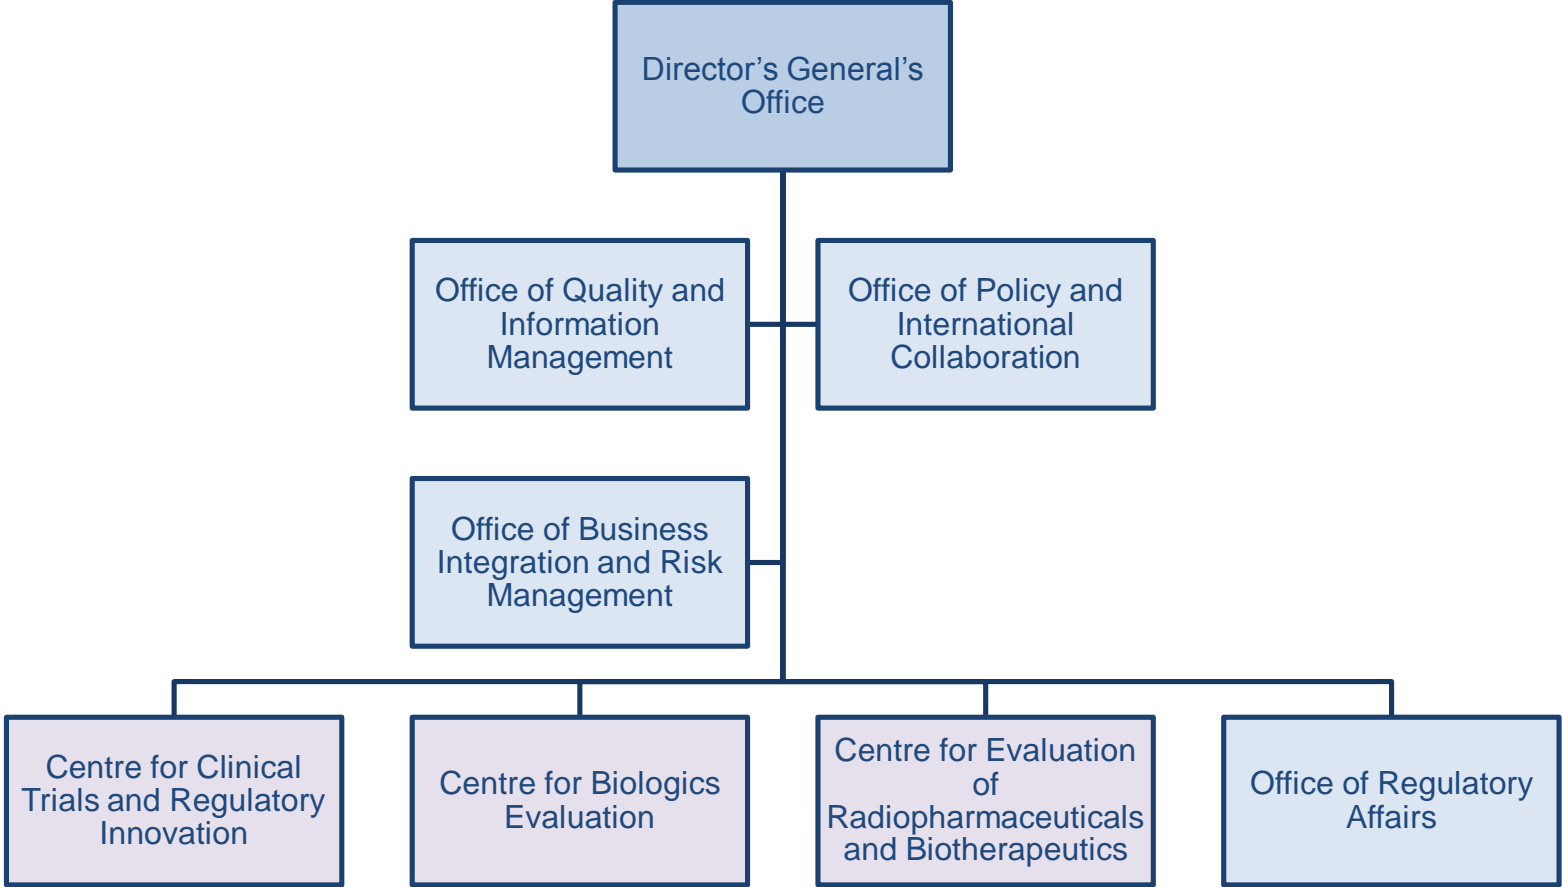 Director’s General’s
Office
Office of Quality and
Information
Management
Office of Policy and
International
Collaboration
Office of Business
Integration and Risk
Management
Centre for Clinical
Trials and Regulatory
Innovation
Centre for Biologics
Evaluation
Centre for Evaluation
of
Radiopharmaceuticals
and Biotherapeutics
Office of Regulatory
Affairs